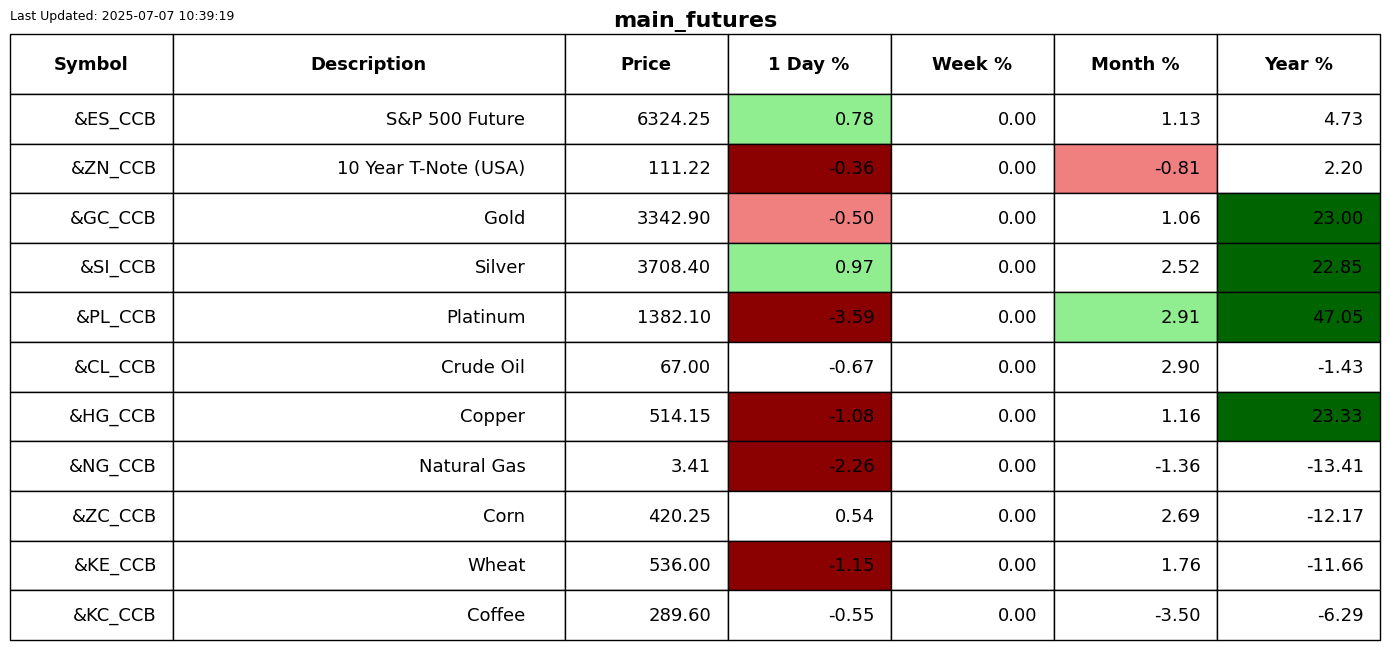 Last Updated: 2025-07-07 10:39:19
main_futures
Symbol Description Price 1 Day % Week % Month % Year %
&ES_CCB S&P 500 Future 6324.25 0.78 0.00 1.13 4.73
&ZN_CCB 10 Year T-Note (USA) 111.22 -0.36 0.00 -0.81 2.20
&GC_CCB Gold 3342.90 -0.50 0.00 1.06 23.00
&SI_CCB Silver 3708.40 0.97 0.00 2.52 22.85
&PL_CCB Platinum 1382.10 -3.59 0.00 2.91 47.05
&CL_CCB Crude Oil 67.00 -0.67 0.00 2.90 -1.43
&HG_CCB Copper 514.15 -1.08 0.00 1.16 23.33
&NG_CCB Natural Gas 3.41 -2.26 0.00 -1.36 -13.41
&ZC_CCB Corn 420.25 0.54 0.00 2.69 -12.17
&KE_CCB Wheat 536.00 -1.15 0.00 1.76 -11.66
&KC_CCB Coffee 289.60 -0.55 0.00 -3.50 -6.29